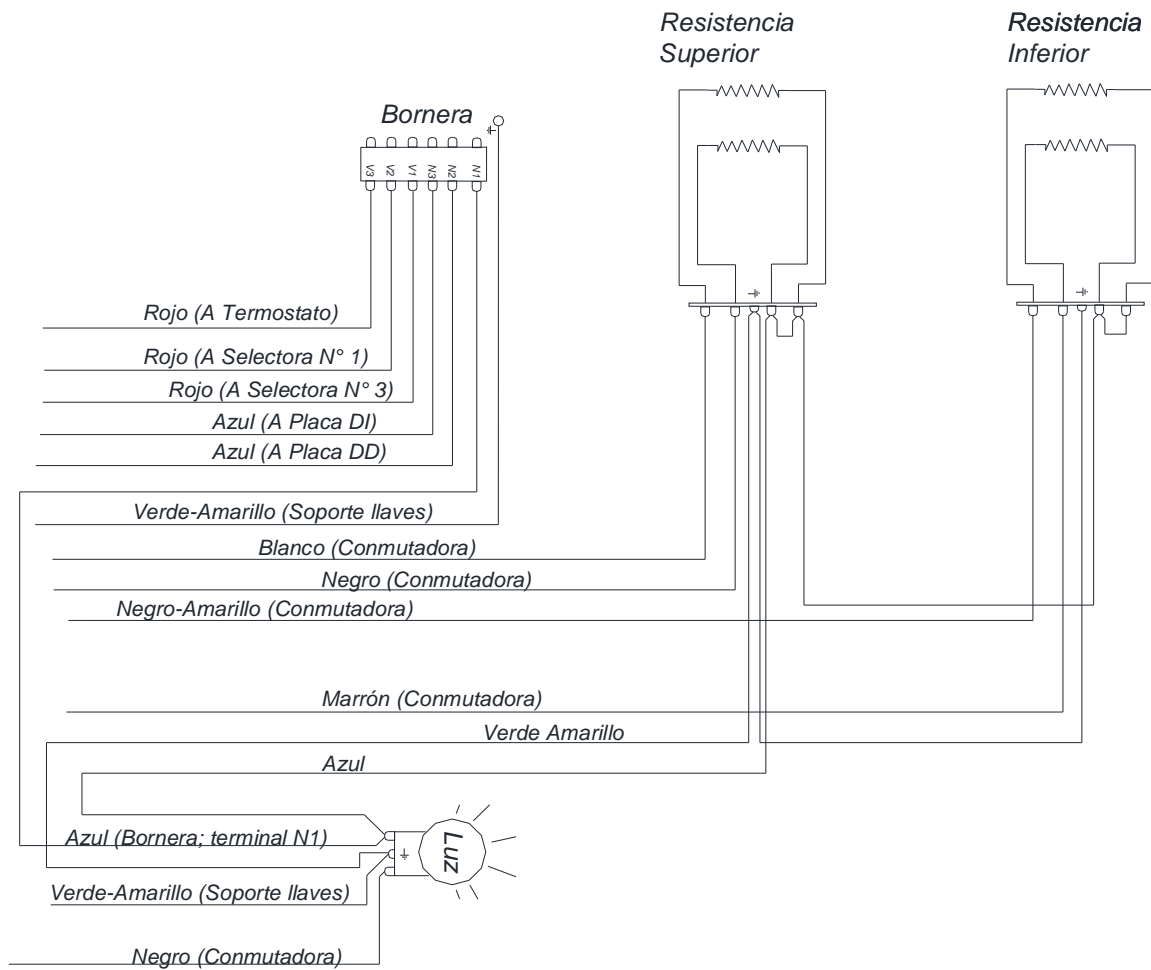 Resistencia
Superior
Resistencia
Inferior
Bornera
V3 V2 V1 N3 N2 N1
Rojo (A Termostato)
Rojo (A Selectora N° 1)
Rojo (A Selectora N° 3)
Azul (A Placa DI)
Azul (A Placa DD)
Verde-Amarillo (Soporte llaves)
Blanco (Conmutadora)
Negro (Conmutadora)
Negro-Amarillo (Conmutadora)
Marrón (Conmutadora)
Verde Amarillo
Azul
Azul (Bornera; terminal N1)
Luz
Verde-Amarillo (Soporte llaves)
Negro (Conmutadora)